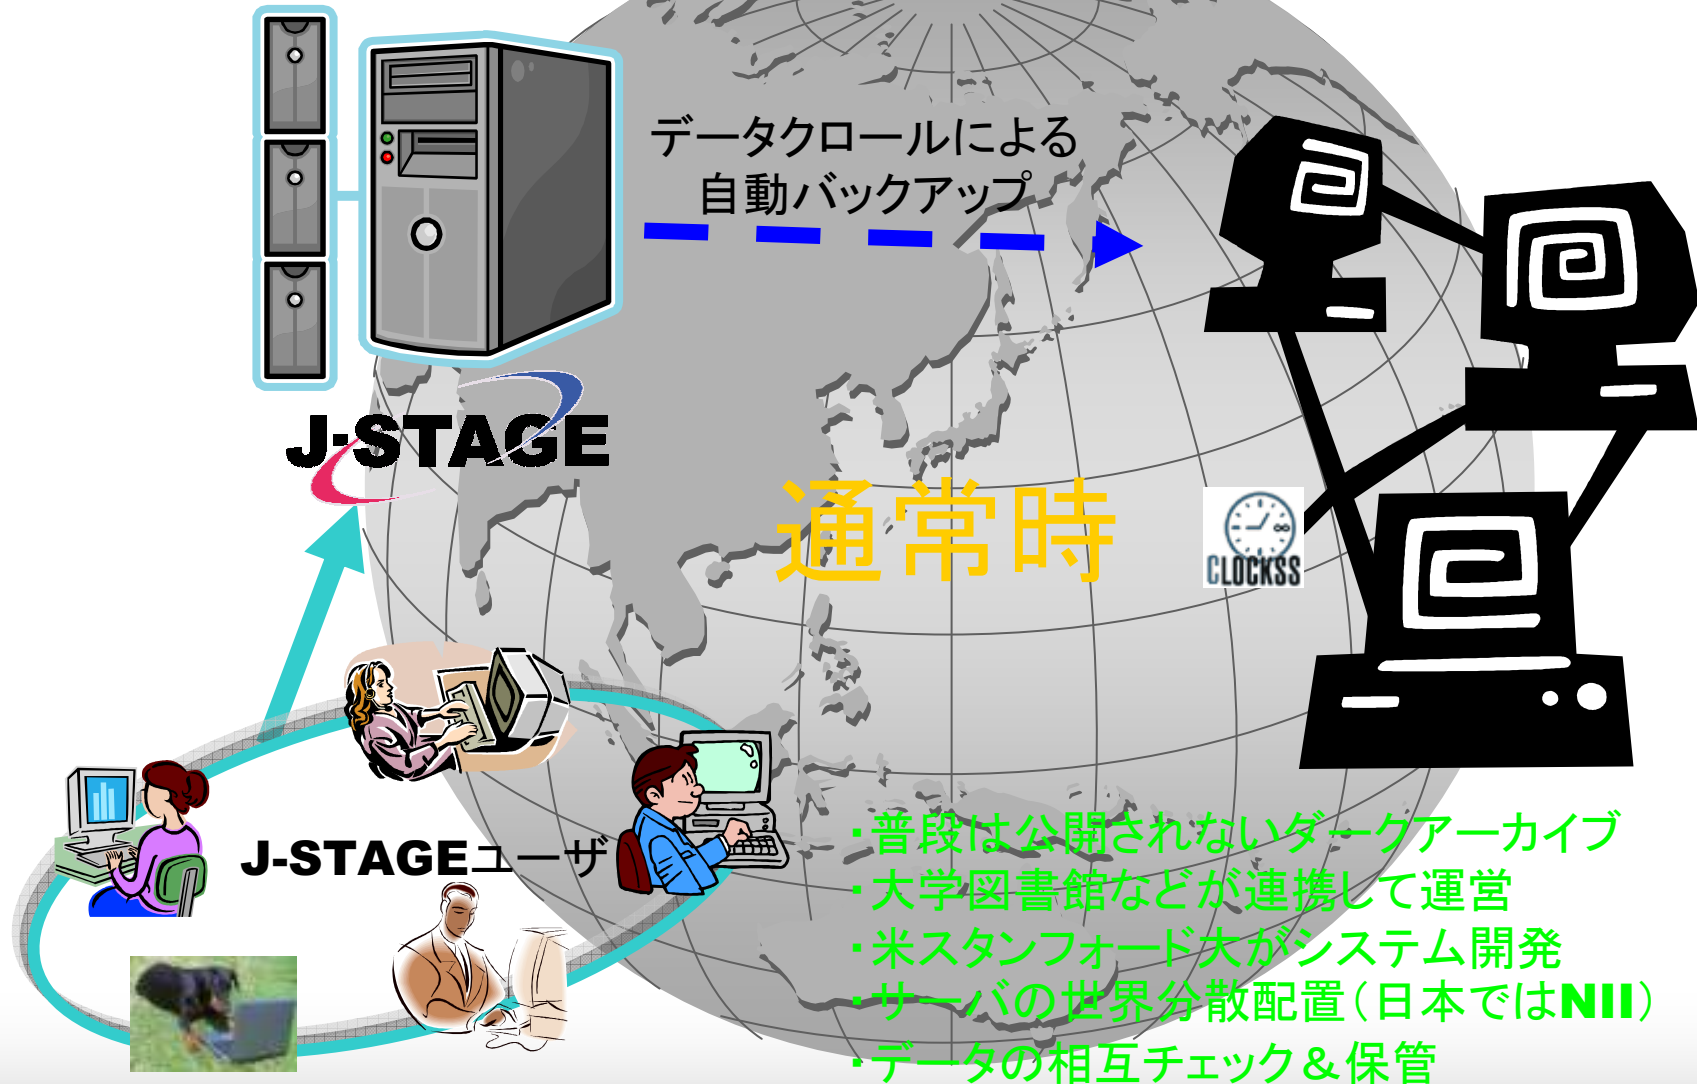 データクロールによる
自動バックアップ
J-STAGE
通常時
CLOCKSS
J-STAGEユーザ
・普段は公開されないダークアーカイブ
・大学図書館などが連携して運営
・米スタンフォード大がシステム開発
・サーバの世界分散配置（日本ではNII）
・データの相互チェック＆保管